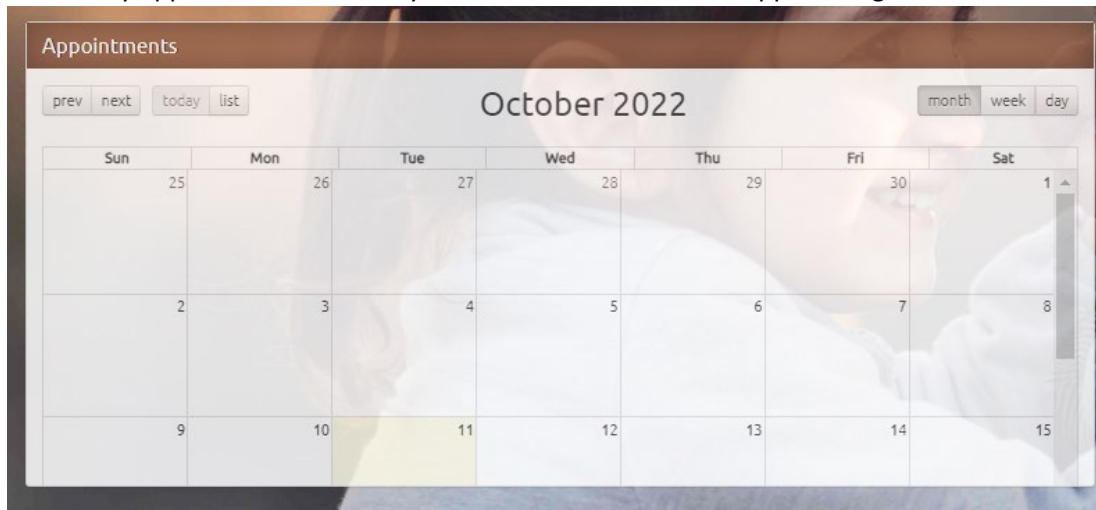 Appointments
prev next today list October 2022 month week day
Sun Mon Tue Wed Thu Fri Sat
25 26 27 28 29 30 1
2 3 4 5 6 7 8
9 10 11 12 13 14 15